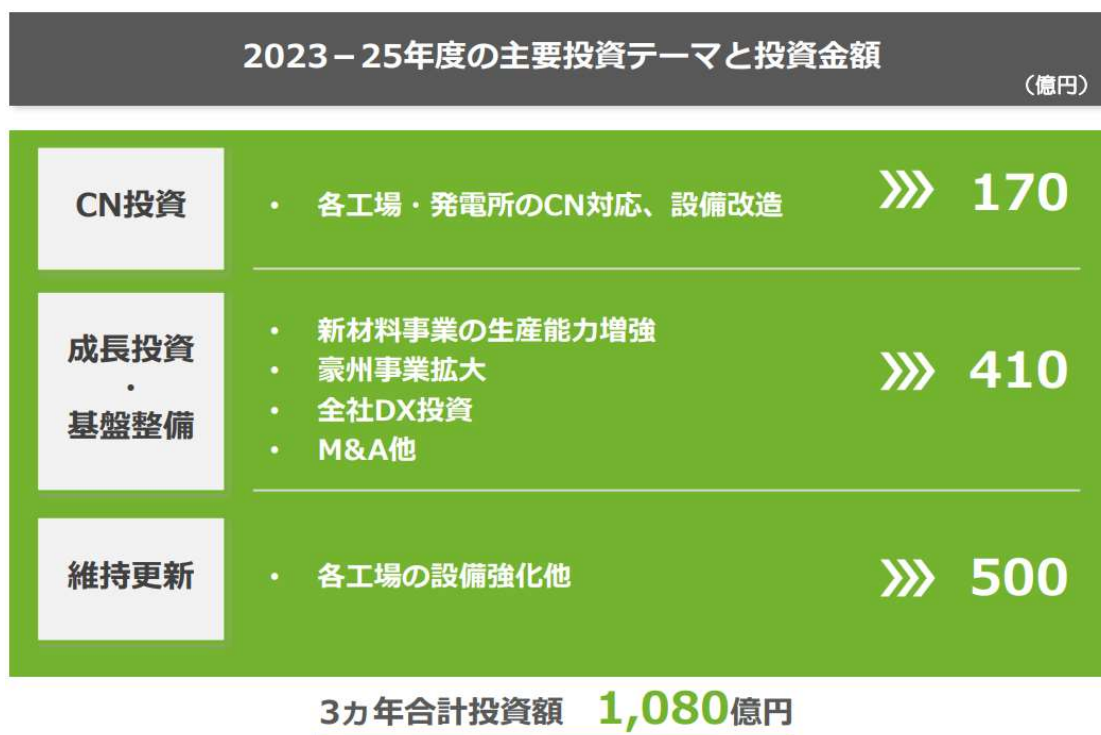 2023－25年度の主要投資テーマと投資金額
（億円）
CN投資
・ 各工場・発電所のCN対応、設備改造
170
成長投資
・
基盤整備
・ 新材料事業の生産能力増強
・ 豪州事業拡大
・ 全社DX投資
・ M&A他
410
維持更新
・ 各工場の設備強化他
500
3ヵ年合計投資額 1,080億円